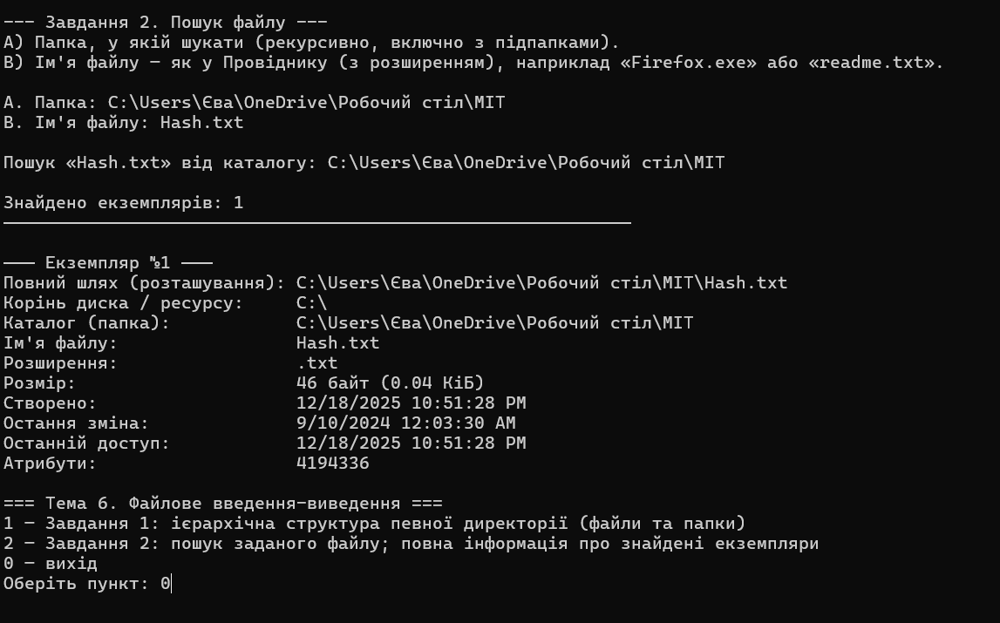 --- Завдання 2. Пошук файлу ---
A) Папка, у якій шукати (рекурсивно, включно з підпапками).
B) Ім'я файлу — як у Провіднику (з розширенням), наприклад «Firefox.exe» або «readme.txt».
A. Папка: C:\Users\Єва\OneDrive\Робочий стіл\MIT
B. Ім'я файлу: Hash.txt
Пошук «Hash.txt» від каталогу: C:\Users\Єва\OneDrive\Робочий стіл\MIT
Знайдено екземплярів: 1
─── Екземпляр №1 ───
Повний шлях (розташування): C:\Users\Єва\OneDrive\Робочий стіл\MIT\Hash.txt
Корінь диска / ресурсу: C:\
Каталог (папка): C:\Users\Єва\OneDrive\Робочий стіл\MIT
Ім'я файлу: Hash.txt
Розширення: .txt
Розмір: 46 байт (0.04 КіБ)
Створено: 12/18/2025 10:51:28 PM
Остання зміна: 9/10/2024 12:03:30 AM
Останній доступ: 12/18/2025 10:51:28 PM
Атрибути: 4194336
=== Тема 6. Файлове введення-виведення ===
1 — Завдання 1: ієрархічна структура певної директорії (файли та папки)
2 — Завдання 2: пошук заданого файлу; повна інформація про знайдені екземпляри
0 — вихід
Оберіть пункт: 0